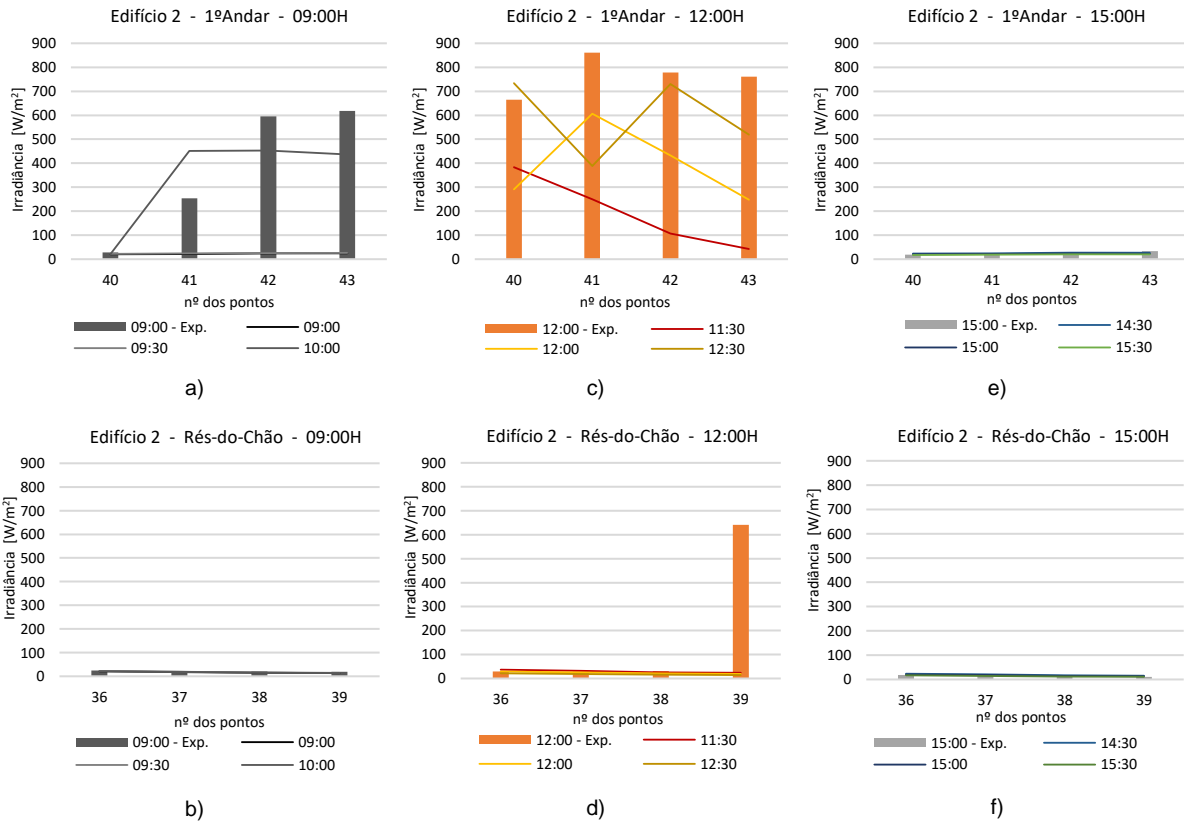 Edifício 2 - 1ºAndar - 09:00H
Irradiância [W/m²]
900
800
700
600
500
400
300
200
100
0
40 41 42 43
nº dos pontos
09:00 - Exp. 09:00
09:30 10:00
a)
Edifício 2 - 1ºAndar - 12:00H
Irradiância [W/m²]
900
800
700
600
500
400
300
200
100
0
40 41 42 43
nº dos pontos
12:00 - Exp. 11:30
12:00 12:30
c)
Edifício 2 - 1ºAndar - 15:00H
Irradiância [W/m²]
900
800
700
600
500
400
300
200
100
0
40 41 42 43
nº dos pontos
15:00 - Exp. 14:30
15:00 15:30
e)
Edifício 2 - Rés-do-Chão - 09:00H
Irradiância [W/m²]
900
800
700
600
500
400
300
200
100
0
36 37 38 39
nº dos pontos
09:00 - Exp. 09:00
09:30 10:00
b)
Edifício 2 - Rés-do-Chão - 12:00H
Irradiância [W/m²]
900
800
700
600
500
400
300
200
100
0
36 37 38 39
nº dos pontos
12:00 - Exp. 11:30
12:00 12:30
d)
Edifício 2 - Rés-do-Chão - 15:00H
Irradiância [W/m²]
900
800
700
600
500
400
300
200
100
0
36 37 38 39
nº dos pontos
15:00 - Exp. 14:30
15:00 15:30
f)